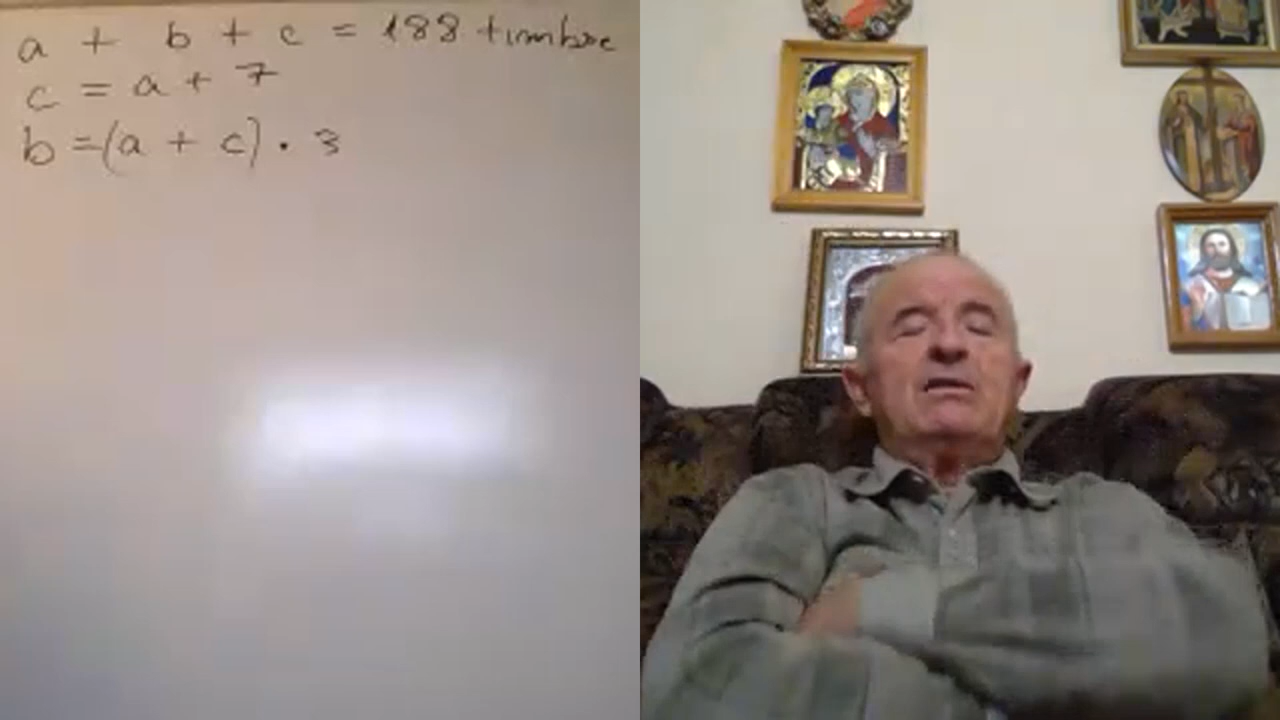 a + b + c = 188 timbre
c = a + 7
b = (a + c) · 3